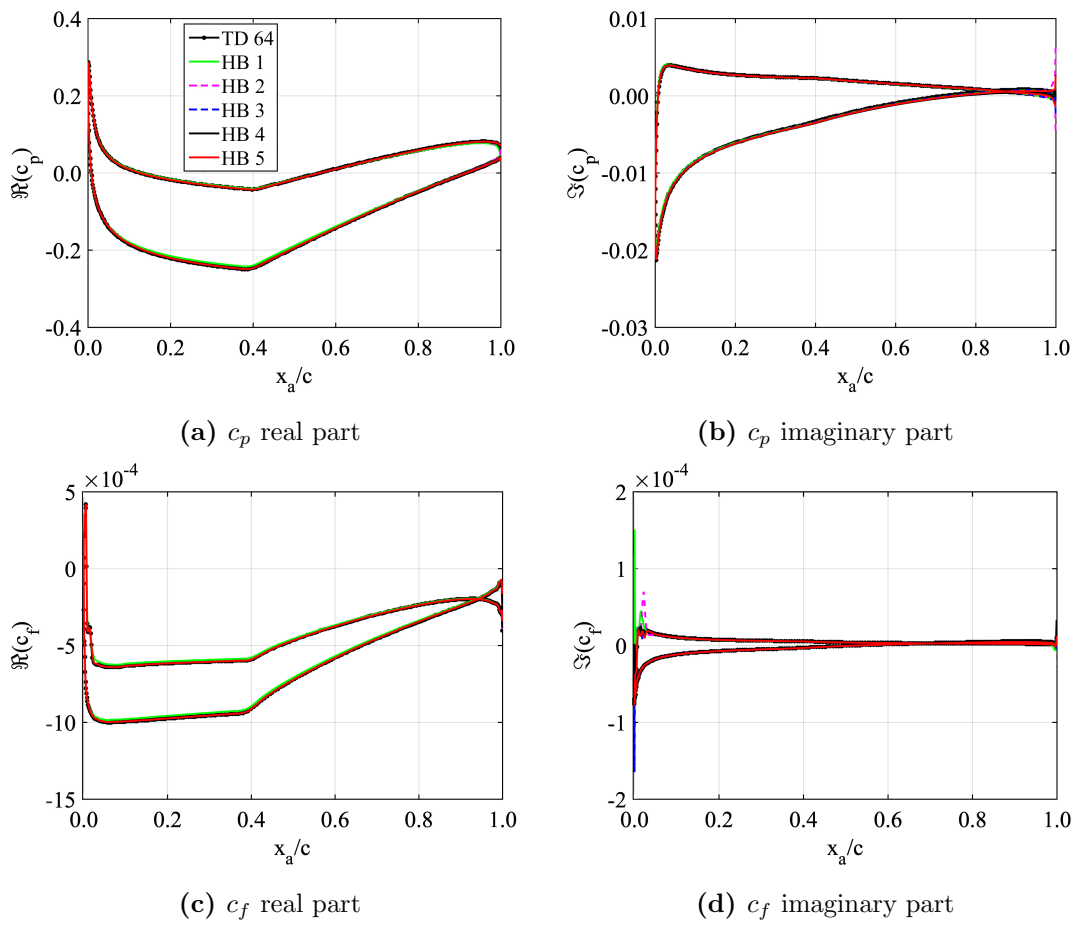 0.4
0.2
0.0
-0.2
-0.4
ℜ(c_p)
TD 64
HB 1
HB 2
HB 3
HB 4
HB 5
0.0 0.2 0.4 0.6 0.8 1.0
x_a/c
(a) c_p real part
0.01
0.00
-0.01
-0.02
-0.03
ℑ(c_p)
0.0 0.2 0.4 0.6 0.8 1.0
x_a/c
(b) c_p imaginary part
×10^-4
5
0
-5
-10
-15
ℜ(c_f)
0.0 0.2 0.4 0.6 0.8 1.0
x_a/c
(c) c_f real part
×10^-4
2
1
0
-1
-2
ℑ(c_f)
0.0 0.2 0.4 0.6 0.8 1.0
x_a/c
(d) c_f imaginary part